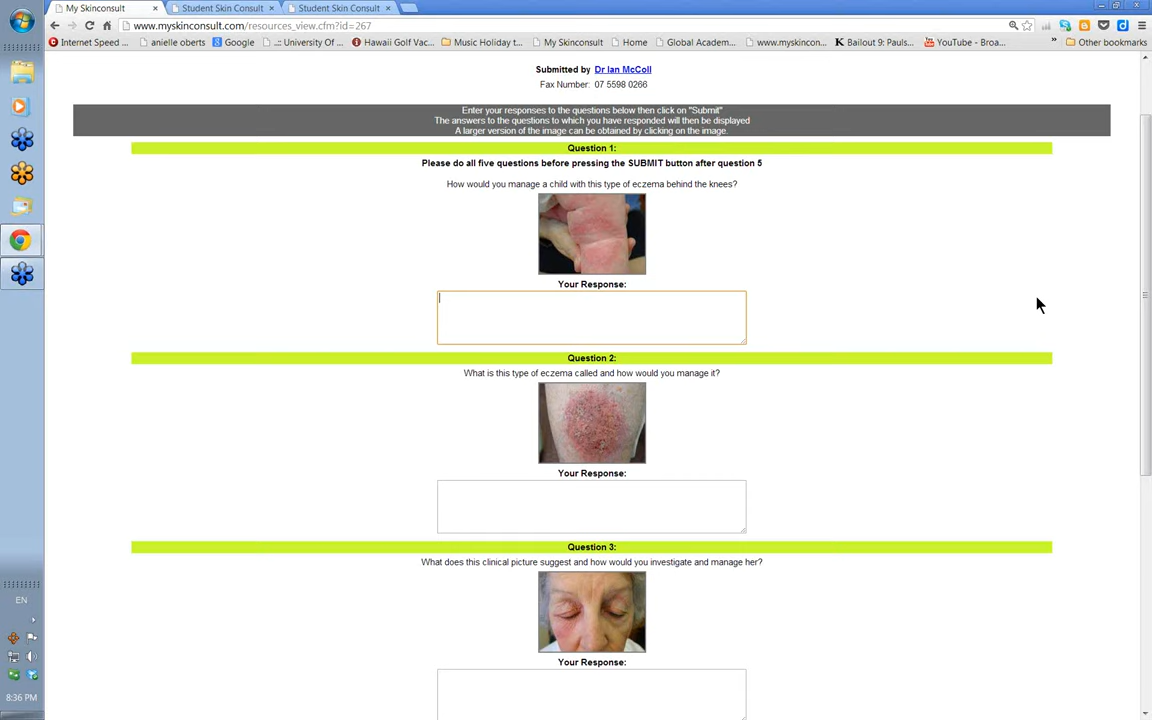 My Skinconsult
Student Skin Consult
Student Skin Consult
www.myskinconsult.com/resources_view.cfm?id=267
Internet Speed ...
anielle oberts
Google
..:: University Of ...
Hawaii Golf Vac...
Music Holiday t...
My Skinconsult
Home
Global Academ...
www.myskincon...
K Bailout 9: Pauls...
YouTube - Broa...
»
Other bookmarks
Submitted by Dr Ian McColl
Fax Number: 07 5598 0266
Enter your responses to the questions below then click on "Submit"
The answers to the questions to which you have responded will then be displayed
A larger version of the image can be obtained by clicking on the image.
Question 1:
Please do all five questions before pressing the SUBMIT button after question 5
How would you manage a child with this type of eczema behind the knees?
Your Response:
Question 2:
What is this type of eczema called and how would you manage it?
Your Response:
Question 3:
What does this clinical picture suggest and how would you investigate and manage her?
Your Response:
EN
8:36 PM